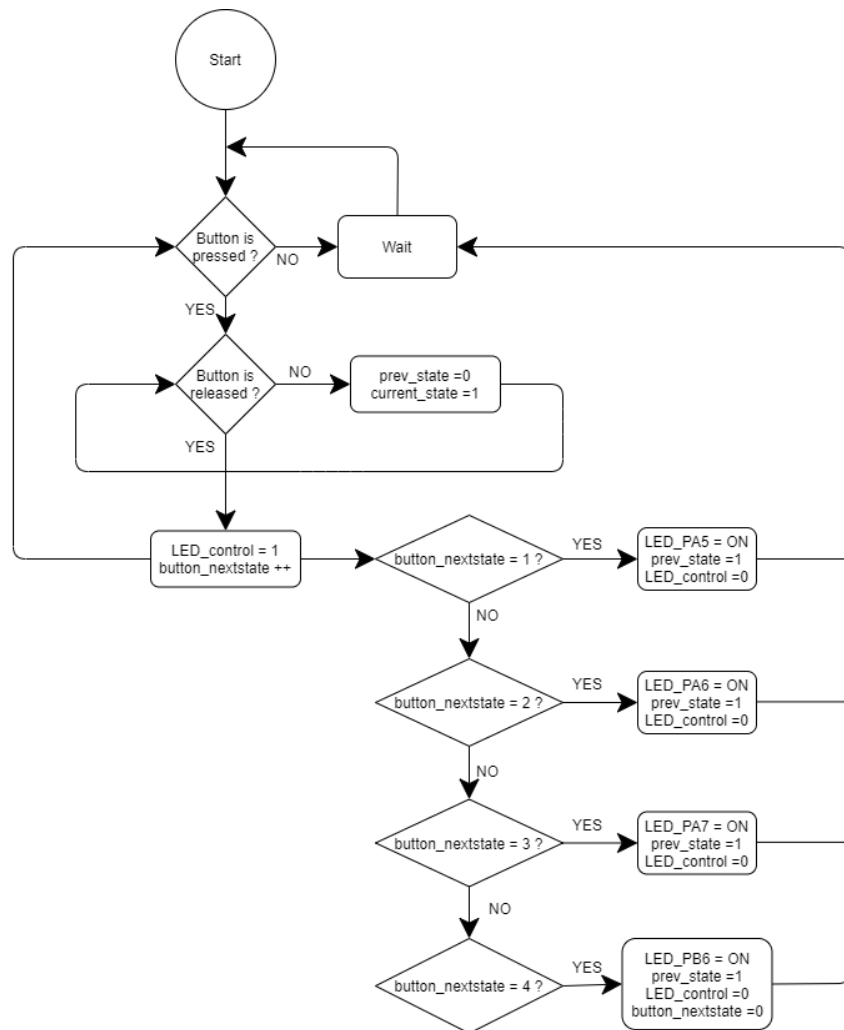 Start
Button is
pressed ?
NO
Wait
YES
Button is
released ?
NO
prev_state =0
current_state =1
YES
LED_control = 1
button_nextstate ++
button_nextstate = 1 ?
YES
LED_PA5 = ON
prev_state =1
LED_control =0
NO
button_nextstate = 2 ?
YES
LED_PA6 = ON
prev_state =1
LED_control =0
NO
button_nextstate = 3 ?
YES
LED_PA7 = ON
prev_state =1
LED_control =0
NO
button_nextstate = 4 ?
YES
LED_PB6 = ON
prev_state =1
LED_control =0
button_nextstate =0